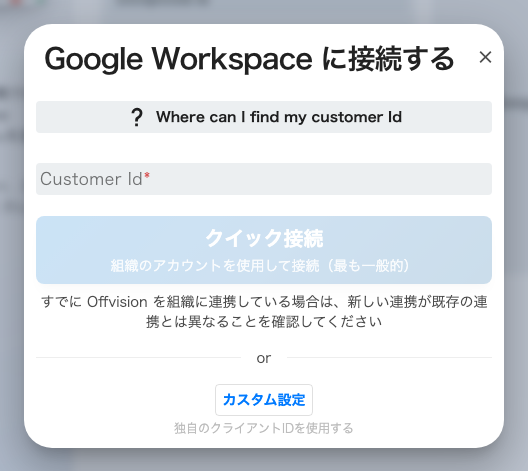 Google Workspace に接続する
×
? Where can I find my customer Id
Customer Id*
クイック接続
組織のアカウントを使用して接続（最も一般的）
すでに Offvision を組織に連携している場合は、新しい連携が既存の連
携とは異なることを確認してください
or
カスタム設定
独自のクライアントIDを使用する